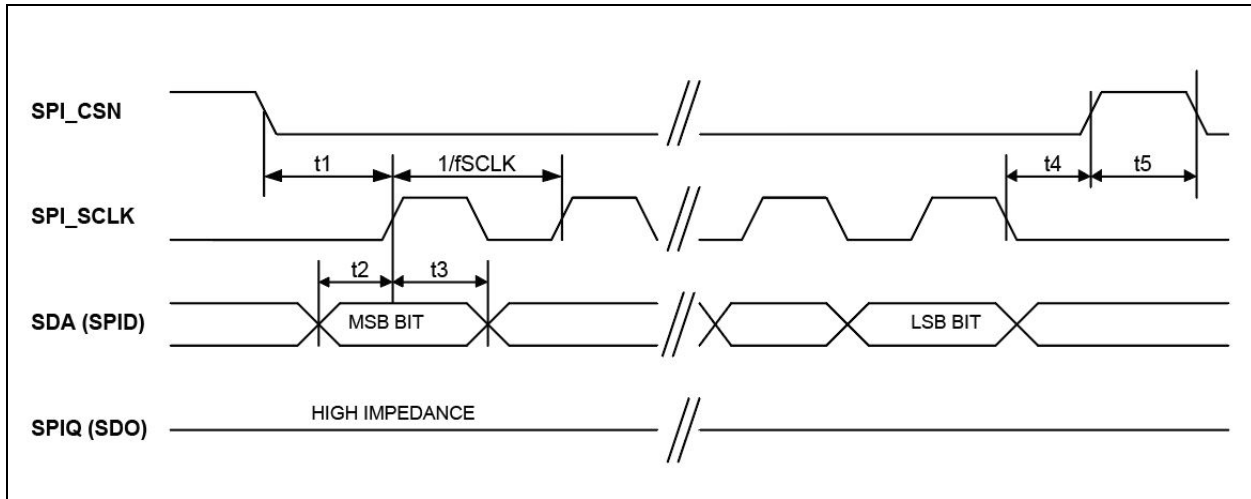 SPI_CSN
t1
1/fSCLK
t4
t5
SPI_SCLK
t2
t3
SDA (SPID)
MSB BIT
LSB BIT
HIGH IMPEDANCE
SPIQ (SDO)